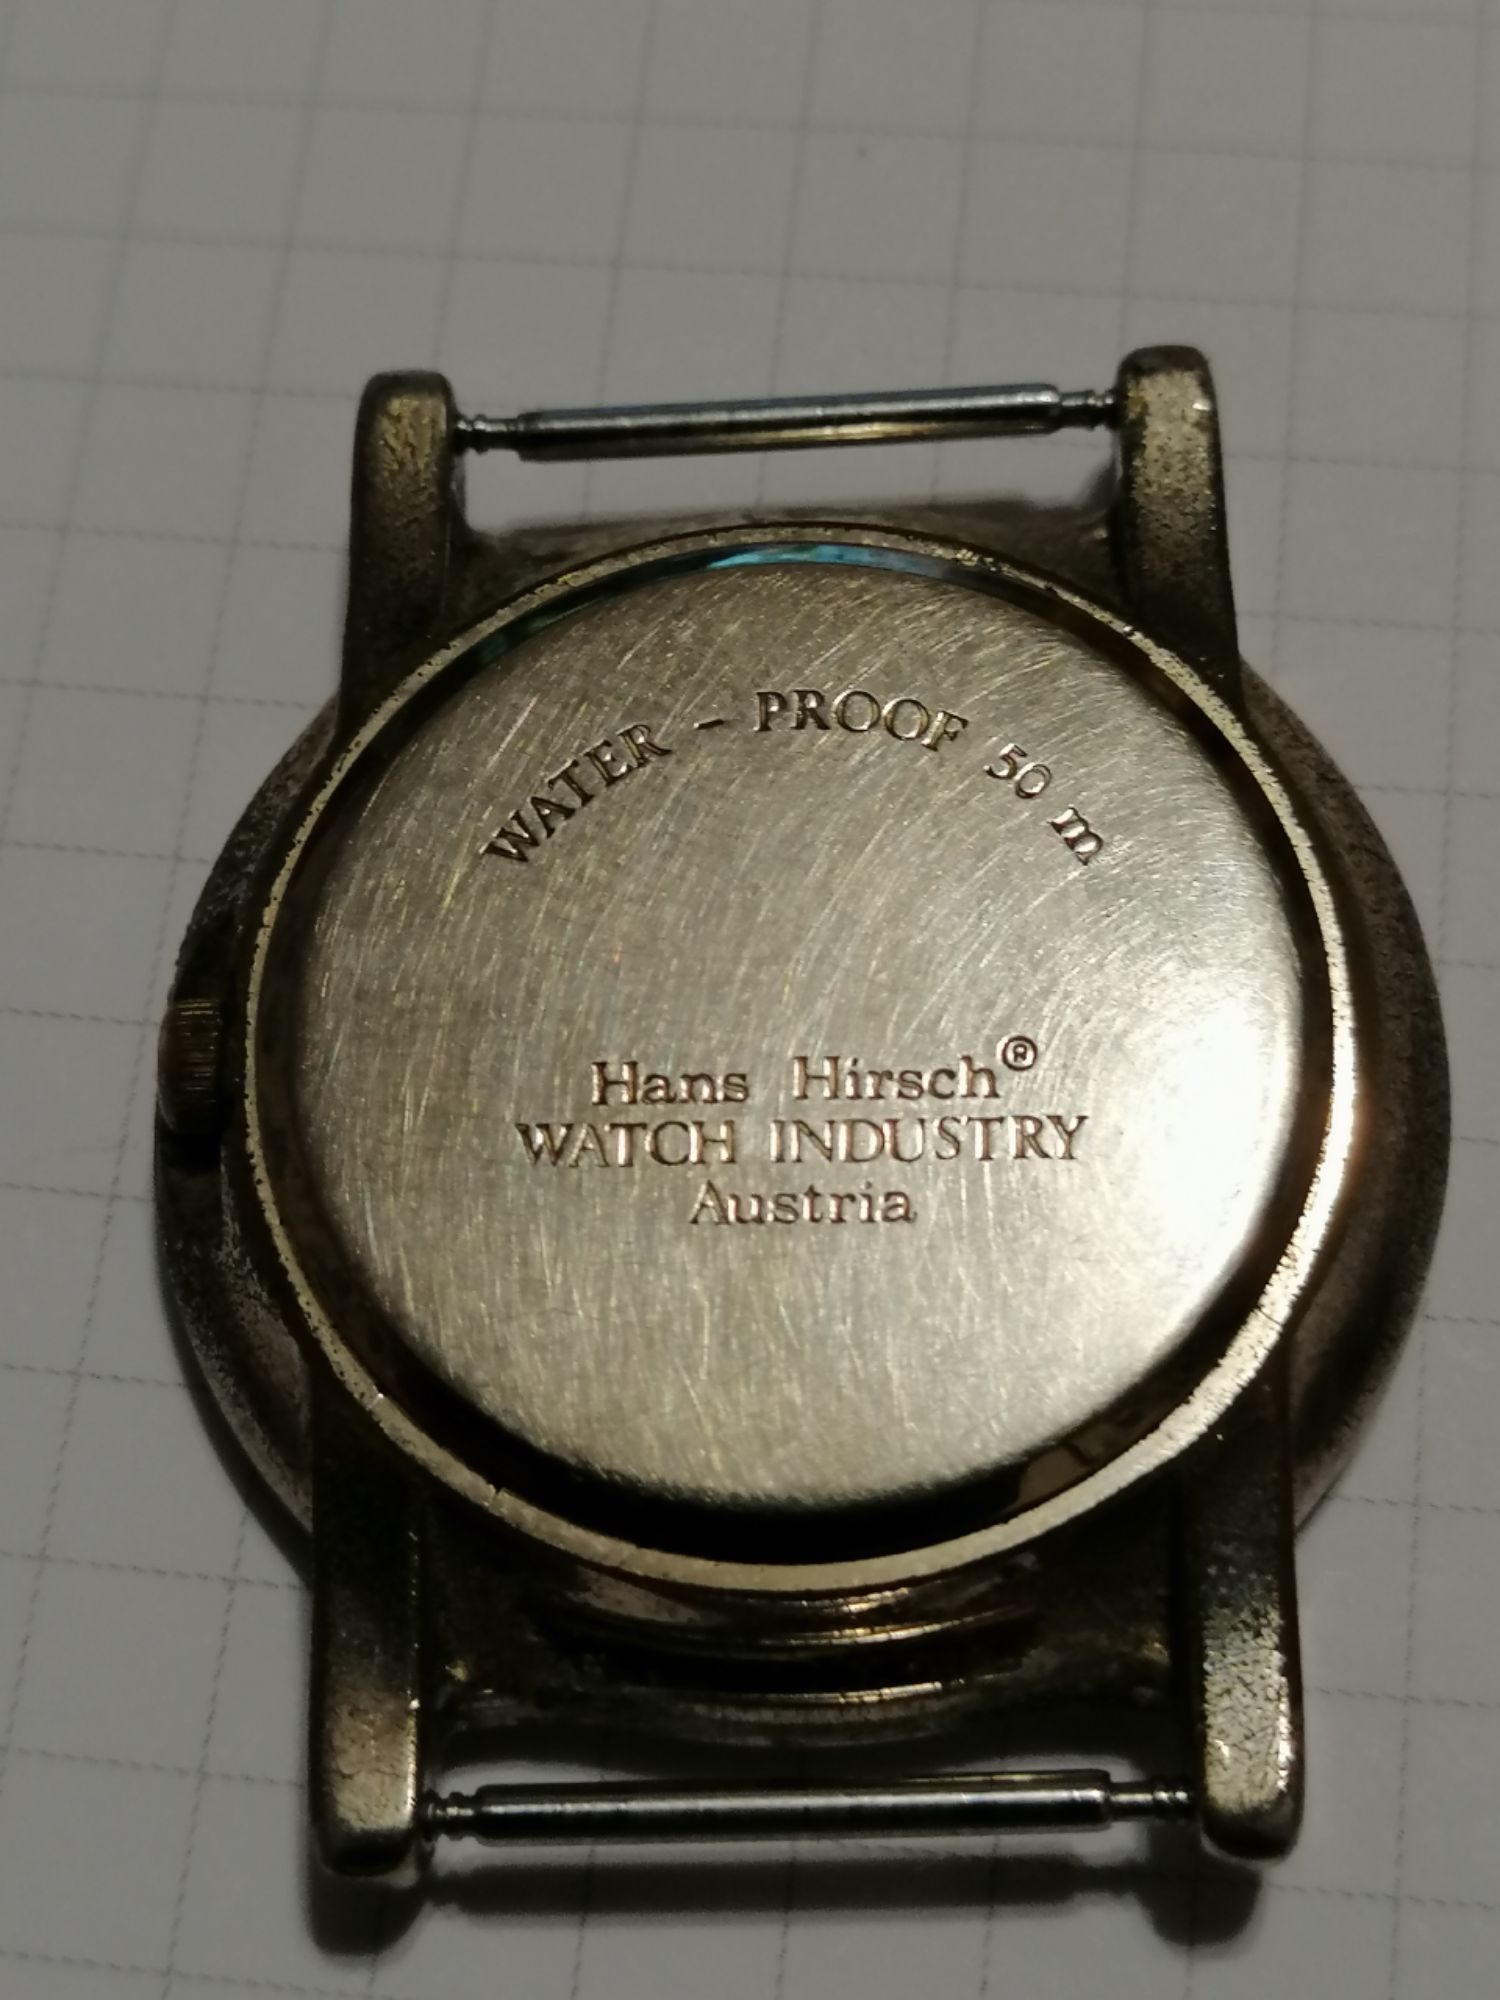 WATER - PROOF 50 m
Hans Hirsch®
WATCH INDUSTRY
Austria